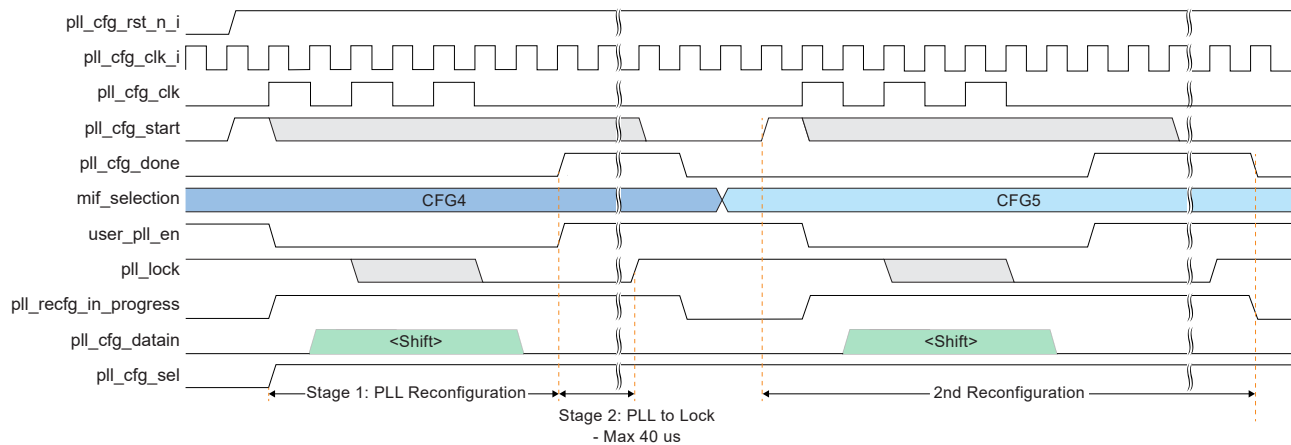 pll_cfg_rst_n_i
pll_cfg_clk_i
pll_cfg_clk
pll_cfg_start
pll_cfg_done
mif_selection
CFG4
CFG5
user_pll_en
pll_lock
pll_recfg_in_progress
pll_cfg_datain
<Shift>
<Shift>
pll_cfg_sel
Stage 1: PLL Reconfiguration
2nd Reconfiguration
Stage 2: PLL to Lock
- Max 40 us